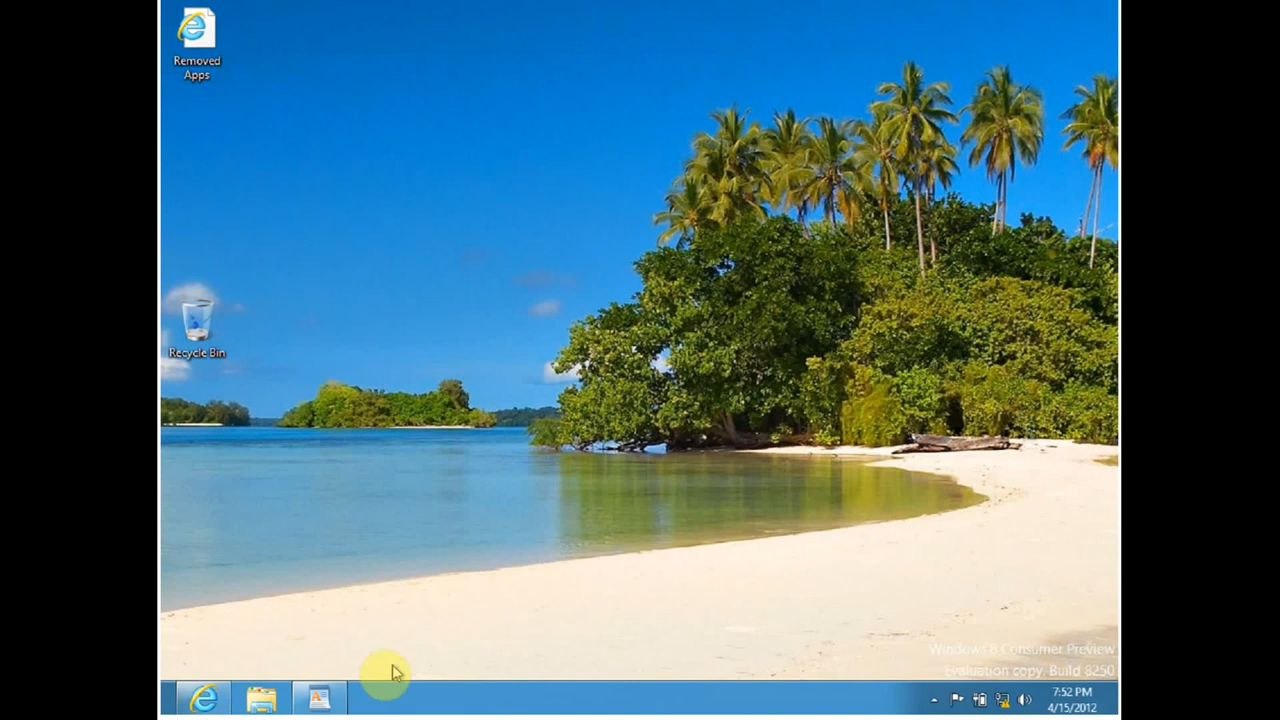 Removed
Apps
Recycle Bin
Windows 8 Consumer Preview
Evaluation copy. Build 8250
7:52 PM
4/15/2012